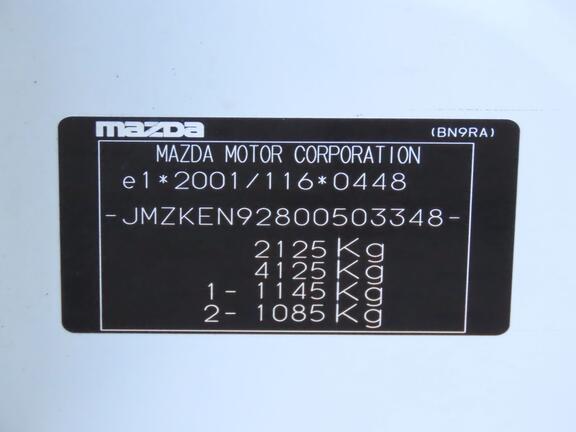 mazDa (BN9RA)
MAZDA MOTOR CORPORATION
e1*2001/116*0448
-JMZKEN92800503348-
2125 Kg
4125 Kg
1- 1145 Kg
2- 1085 Kg